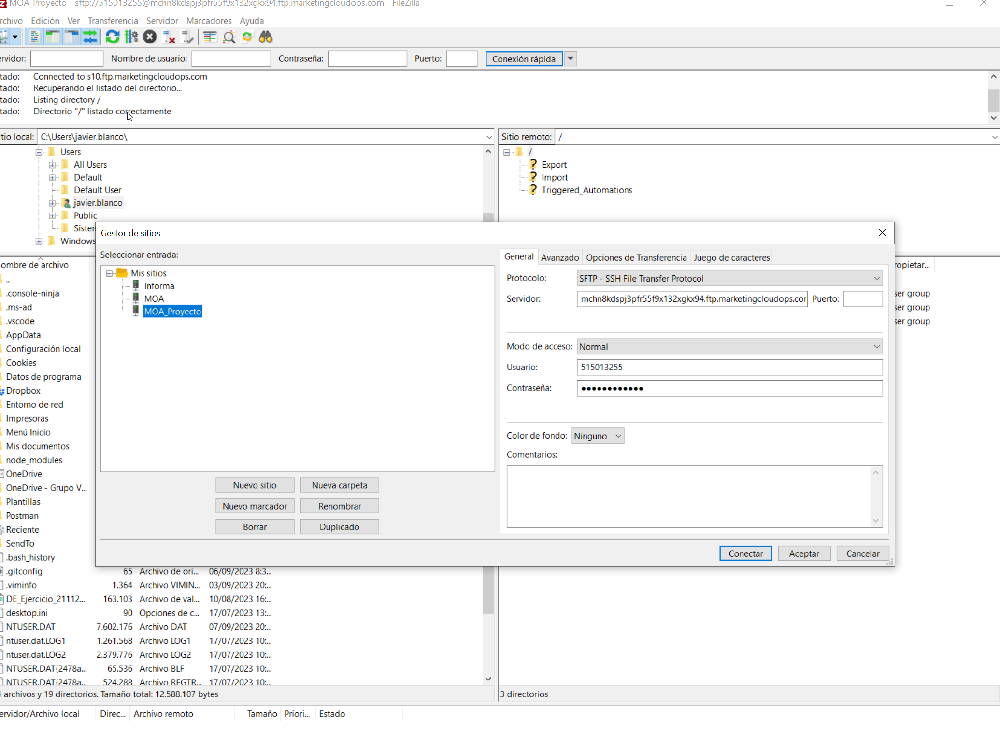 MOA_Proyecto - sftp://515013255@mchn8kdspj3pfr55f9x132xgkx94.ftp.marketingcloudops.com - FileZilla
rchivo Edición Ver Transferencia Servidor Marcadores Ayuda
ervidor: Nombre de usuario: Contraseña: Puerto: Conexión rápida
tado: Connected to s10.ftp.marketingcloudops.com
tado: Recuperando el listado del directorio...
tado: Listing directory /
tado: Directorio "/" listado correctamente
itio local: C:\Users\javier.blanco\
Users
All Users
Default
Default User
javier.blanco
Public
Sister
Windows
Sitio remoto: /
/
Export
Import
Triggered_Automations
Gestor de sitios
Seleccionar entrada:
Mis sitios
Informa
MOA
MOA_Proyecto
Nuevo sitio Nueva carpeta
Nuevo marcador Renombrar
Borrar Duplicado
General Avanzado Opciones de Transferencia Juego de caracteres
Protocolo: SFTP - SSH File Transfer Protocol
Servidor: mchn8kdspj3pfr55f9x132xgkx94.ftp.marketingcloudops.cor Puerto:
Modo de acceso: Normal
Usuario: 515013255
Contraseña: ●●●●●●●●●●●●
Color de fondo: Ninguno
Comentarios:
Conectar Aceptar Cancelar
ombre de archivo
..
.console-ninja
.ms-ad
.vscode
AppData
Configuración local
Cookies
Datos de programa
Dropbox
Entorno de red
Impresoras
Menú Inicio
Mis documentos
node_modules
OneDrive
OneDrive - Grupo V...
Plantillas
Postman
Reciente
SendTo
.bash_history
.gitconfig 65 Archivo de ori... 06/09/2023 8:3...
.viminfo 1.364 Archivo VIMIN... 03/09/2023 20:...
DE_Ejercicio_21112... 163.103 Archivo de val... 10/08/2023 16:...
desktop.ini 90 Opciones de c... 17/07/2023 13:...
NTUSER.DAT 7.602.176 Archivo DAT 07/09/2023 20:...
ntuser.dat.LOG1 1.261.568 Archivo LOG1 17/07/2023 10:...
ntuser.dat.LOG2 2.379.776 Archivo LOG2 17/07/2023 10:...
NTUSER.DAT{2478a... 65.536 Archivo BLF 17/07/2023 10:...
NTUSER.DAT{2478a... 524.288 Archivo REGTR... 17/07/2023 10:...
archivos y 19 directorios. Tamaño total: 12.588.107 bytes
ropietar...
ser group
ser group
ser group
3 directorios
ervidor/Archivo local Direc... Archivo remoto Tamaño Priori... Estado